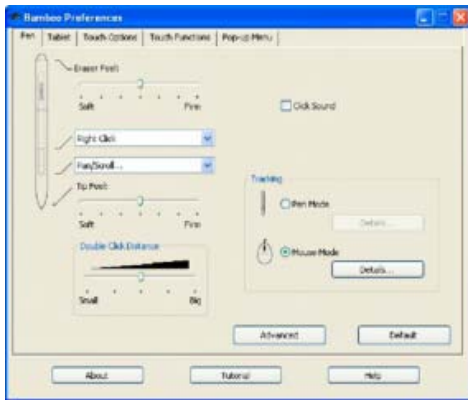 Bamboo Preferences
Pen Tablet Touch Options Touch Functions Pop-up Menu
Eraser Feel:
Soft Firm
Click Sound
Right Click
Pan/Scroll...
Tip Feel:
Soft Firm
Tracking
Pen Mode
Details...
Mouse Mode
Details...
Double Click Distance
Small Big
Advanced Default
About Tutorial Help